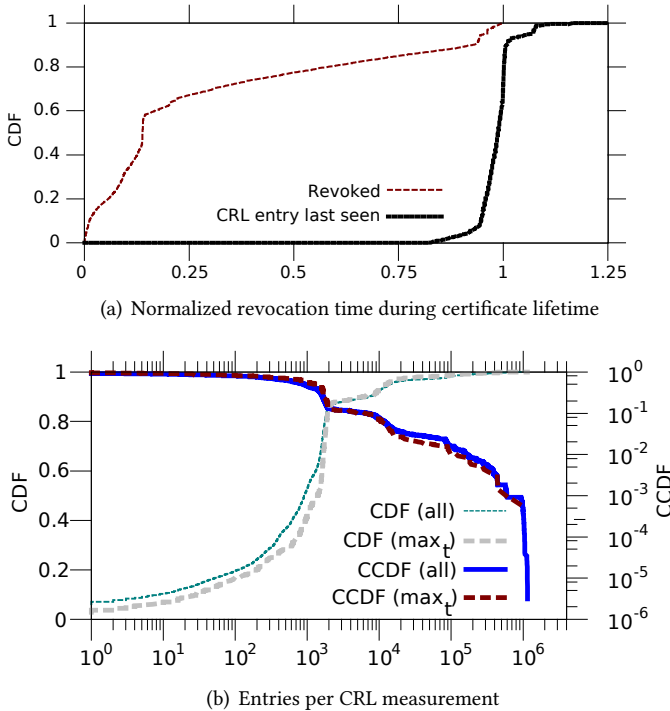 1
0.8
0.6
0.4
0.2
0
CDF
Revoked
CRL entry last seen
0 0.25 0.5 0.75 1 1.25
(a) Normalized revocation time during certificate lifetime
1
0.8
0.6
0.4
0.2
0
CDF
10^0
10^-1
10^-2
10^-3
10^-4
10^-5
10^-6
CCDF
CDF (all)
CDF (max_t)
CCDF (all)
CCDF (max_t)
10^0 10^1 10^2 10^3 10^4 10^5 10^6
(b) Entries per CRL measurement